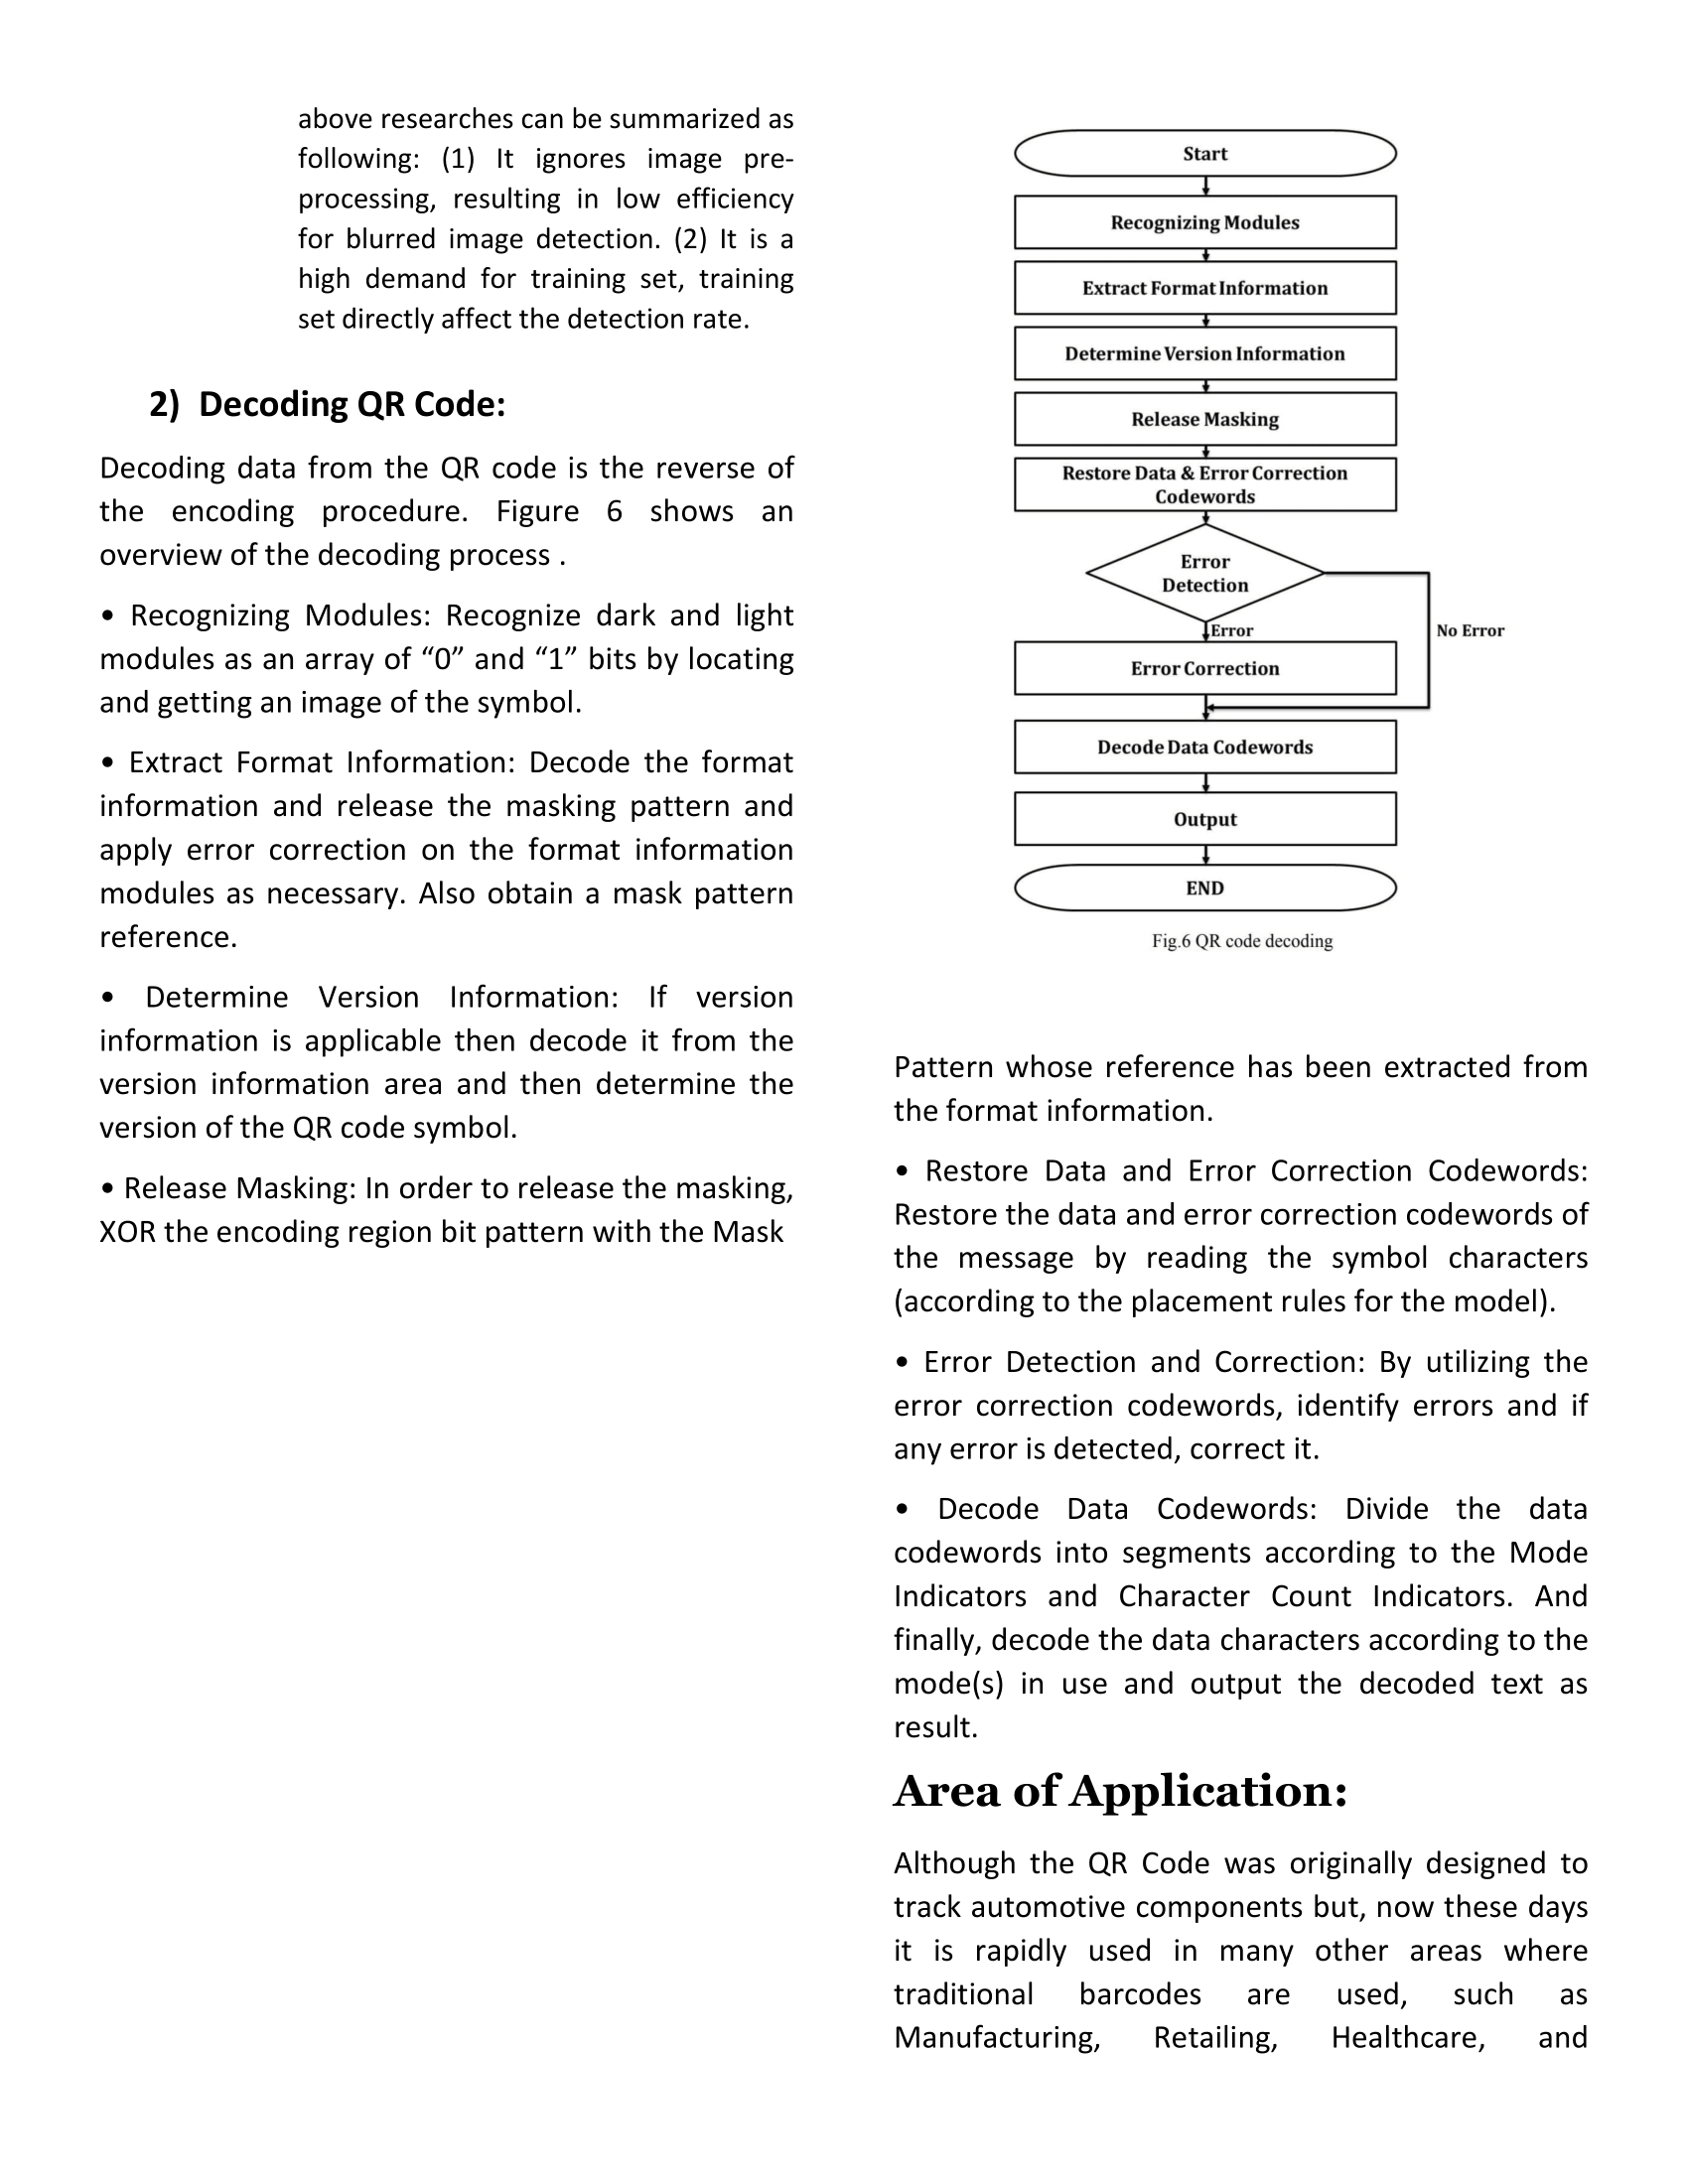 above researches can be summarized as
following: (1) It ignores image pre-
processing, resulting in low efficiency
for blurred image detection. (2) It is a
high demand for training set, training
set directly affect the detection rate.
2) Decoding QR Code:
Decoding data from the QR code is the reverse of
the encoding procedure. Figure 6 shows an
overview of the decoding process .
• Recognizing Modules: Recognize dark and light
modules as an array of “0” and “1” bits by locating
and getting an image of the symbol.
• Extract Format Information: Decode the format
information and release the masking pattern and
apply error correction on the format information
modules as necessary. Also obtain a mask pattern
reference.
• Determine Version Information: If version
information is applicable then decode it from the
version information area and then determine the
version of the QR code symbol.
• Release Masking: In order to release the masking,
XOR the encoding region bit pattern with the Mask
Start
Recognizing Modules
Extract Format Information
Determine Version Information
Release Masking
Restore Data & Error Correction
Codewords
Error
Detection
Error
No Error
Error Correction
Decode Data Codewords
Output
END
Fig.6 QR code decoding
Pattern whose reference has been extracted from
the format information.
• Restore Data and Error Correction Codewords:
Restore the data and error correction codewords of
the message by reading the symbol characters
(according to the placement rules for the model).
• Error Detection and Correction: By utilizing the
error correction codewords, identify errors and if
any error is detected, correct it.
• Decode Data Codewords: Divide the data
codewords into segments according to the Mode
Indicators and Character Count Indicators. And
finally, decode the data characters according to the
mode(s) in use and output the decoded text as
result.
Area of Application:
Although the QR Code was originally designed to
track automotive components but, now these days
it is rapidly used in many other areas where
traditional barcodes are used, such as
Manufacturing, Retailing, Healthcare, and